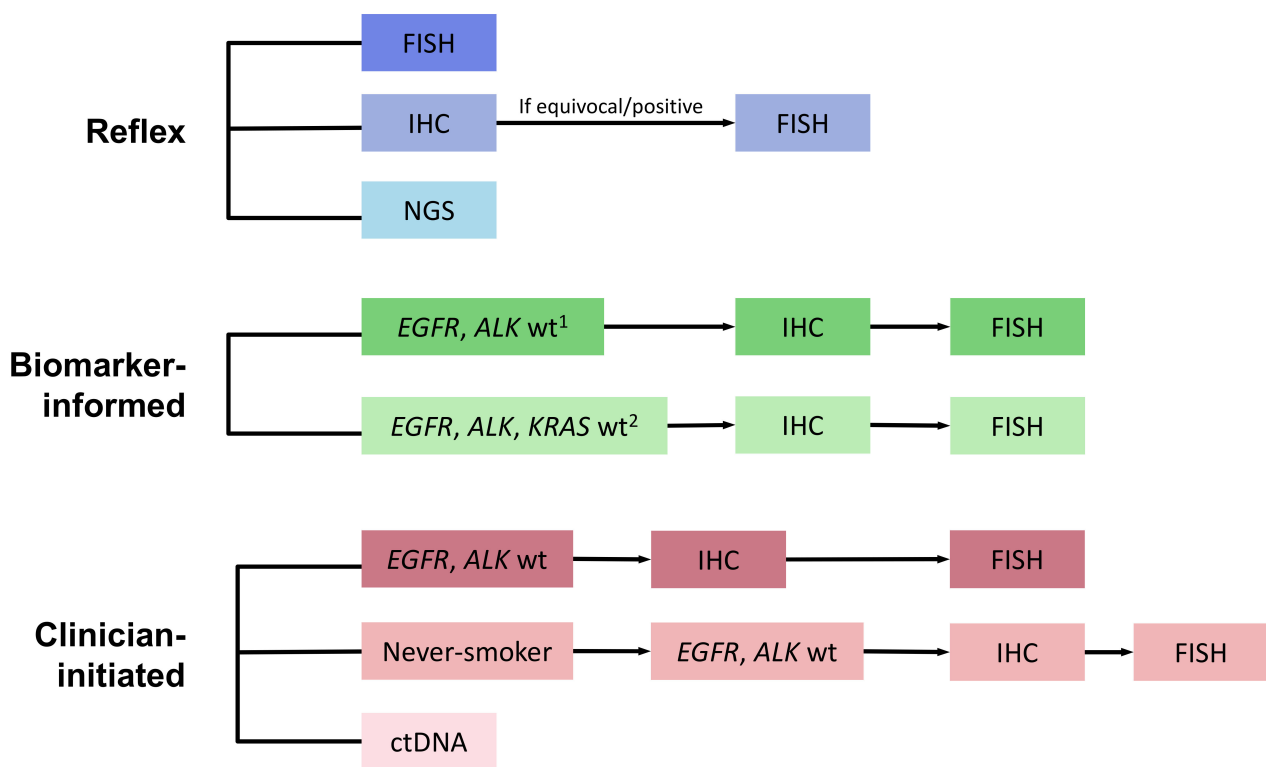 Reflex
FISH
IHC
If equivocal/positive
FISH
NGS
Biomarker-
informed
EGFR, ALK wt¹
IHC
FISH
EGFR, ALK, KRAS wt²
IHC
FISH
Clinician-
initiated
EGFR, ALK wt
IHC
FISH
Never-smoker
EGFR, ALK wt
IHC
FISH
ctDNA